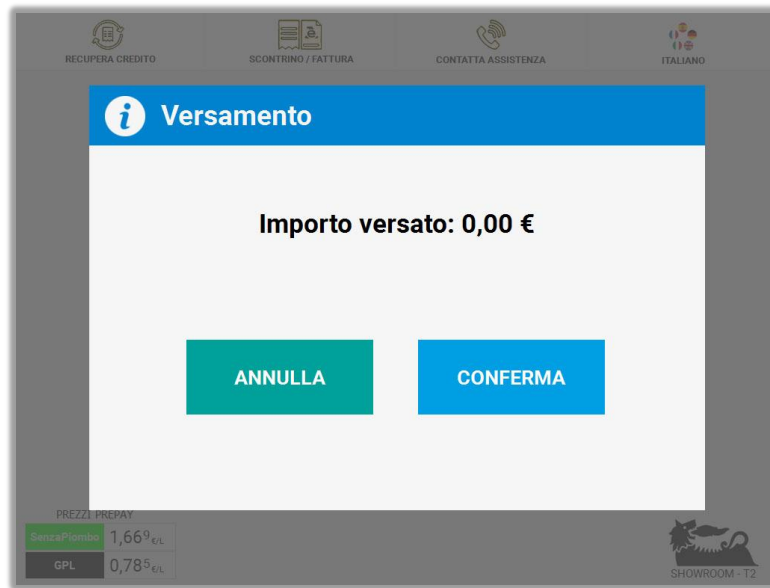 RECUPERA CREDITO
SCONTRINO / FATTURA
CONTATTA ASSISTENZA
ITALIANO
i Versamento
Importo versato: 0,00 €
ANNULLA
CONFERMA
PREZZI PREPAY
SenzaPiombo 1,669 €/L
GPL 0,785 €/L
SHOWROOM - T2